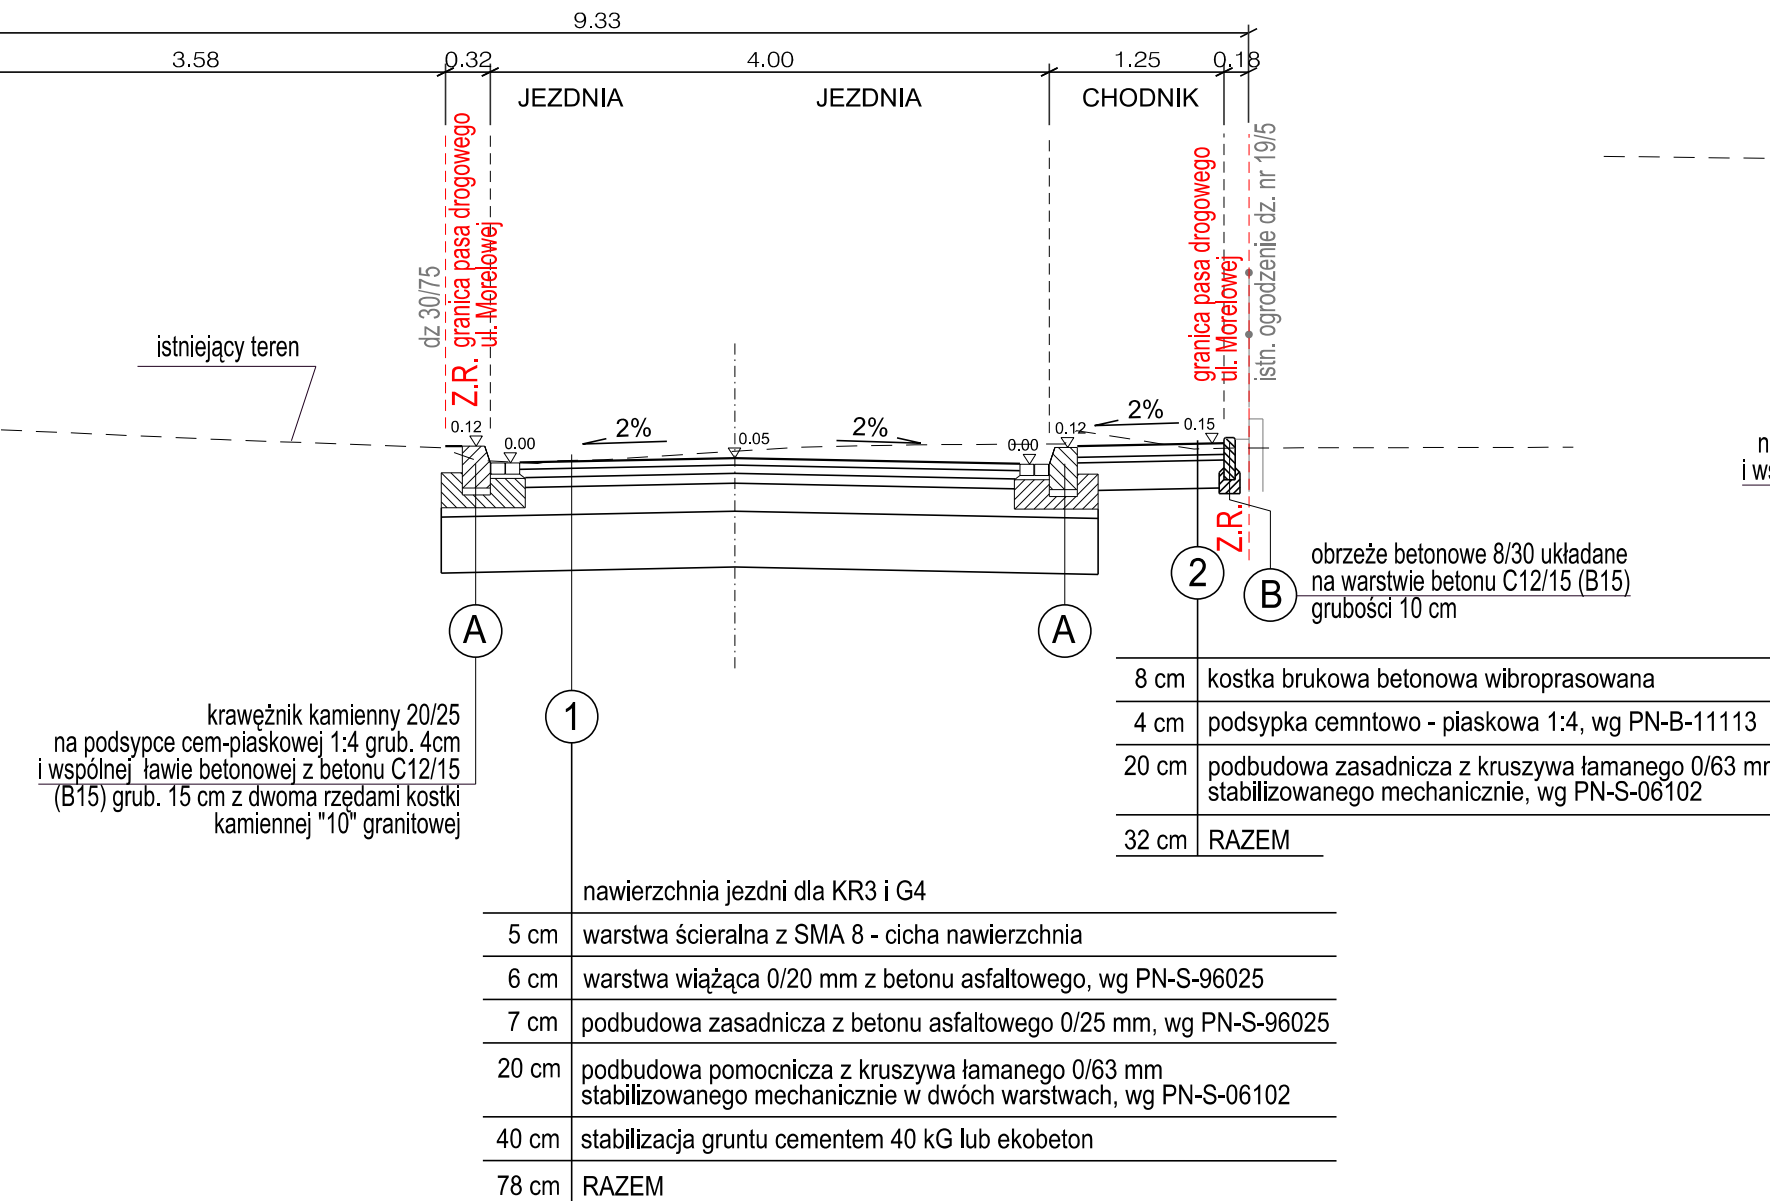 9.33
3.58 0.32 4.00 1.25 0.18
JEZDNIA JEZDNIA CHODNIK
dz 30/75
granica pasa drogowego
ul. Morelowej
Z.R.
granica pasa drogowego
ul. Morelowej
istn. ogrodzenie dz. nr 19/5
Z.R.
istniejący teren
0.12 0.00 2% 0.05 2% 0.00 0.12 2% 0.15
n
i ws
A
A
2
B
1
obrzeże betonowe 8/30 układane
na warstwie betonu C12/15 (B15)
grubości 10 cm
krawężnik kamienny 20/25
na podsypce cem-piaskowej 1:4 grub. 4cm
i wspólnej ławie betonowej z betonu C12/15
(B15) grub. 15 cm z dwoma rzędami kostki
kamiennej "10" granitowej
8 cm kostka brukowa betonowa wibroprasowana
4 cm podsypka cemntowo - piaskowa 1:4, wg PN-B-11113
20 cm podbudowa zasadnicza z kruszywa łamanego 0/63 mm
stabilizowanego mechanicznie, wg PN-S-06102
32 cm RAZEM
nawierzchnia jezdni dla KR3 i G4
5 cm warstwa ścieralna z SMA 8 - cicha nawierzchnia
6 cm warstwa wiążąca 0/20 mm z betonu asfaltowego, wg PN-S-96025
7 cm podbudowa zasadnicza z betonu asfaltowego 0/25 mm, wg PN-S-96025
20 cm podbudowa pomocnicza z kruszywa łamanego 0/63 mm
stabilizowanego mechanicznie w dwóch warstwach, wg PN-S-06102
40 cm stabilizacja gruntu cementem 40 kG lub ekobeton
78 cm RAZEM